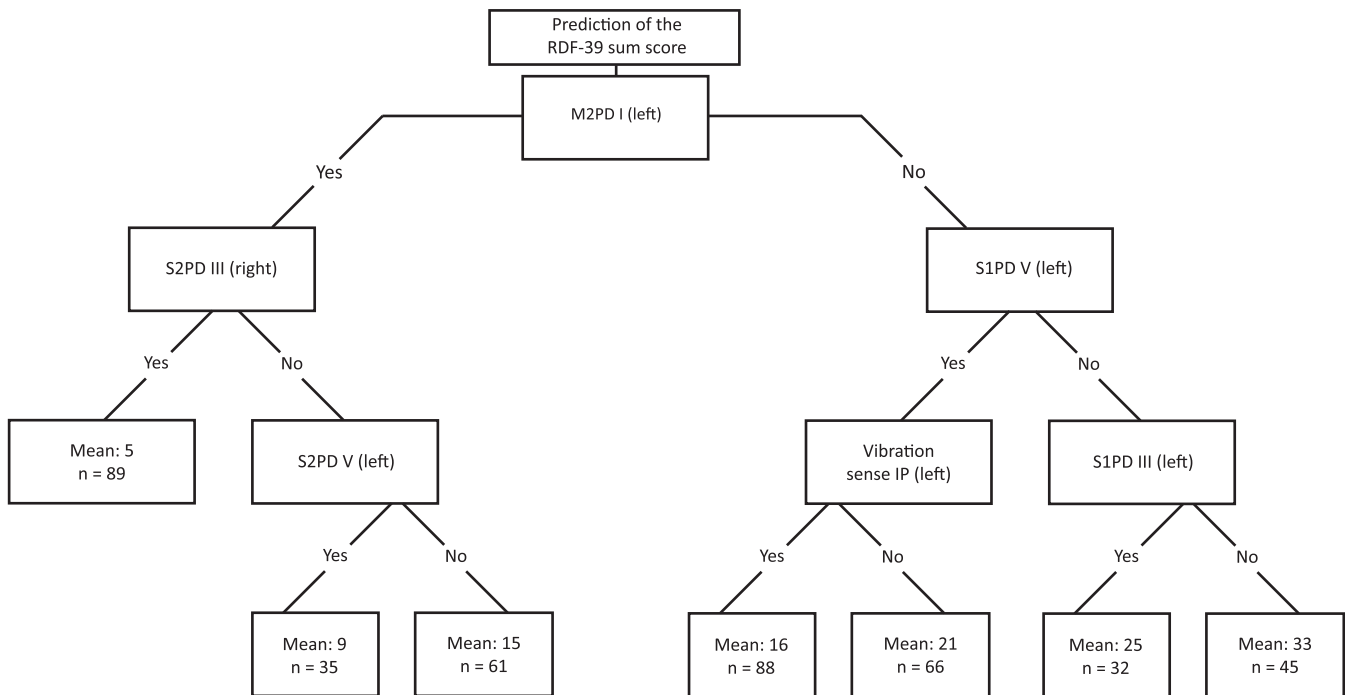 Prediction of the
RDF-39 sum score
M2PD I (left)
Yes
No
S2PD III (right)
S1PD V (left)
Yes
No
Yes
No
Mean: 5
n = 89
S2PD V (left)
Vibration
sense IP (left)
S1PD III (left)
Yes
No
Yes
No
Yes
No
Mean: 9
n = 35
Mean: 15
n = 61
Mean: 16
n = 88
Mean: 21
n = 66
Mean: 25
n = 32
Mean: 33
n = 45